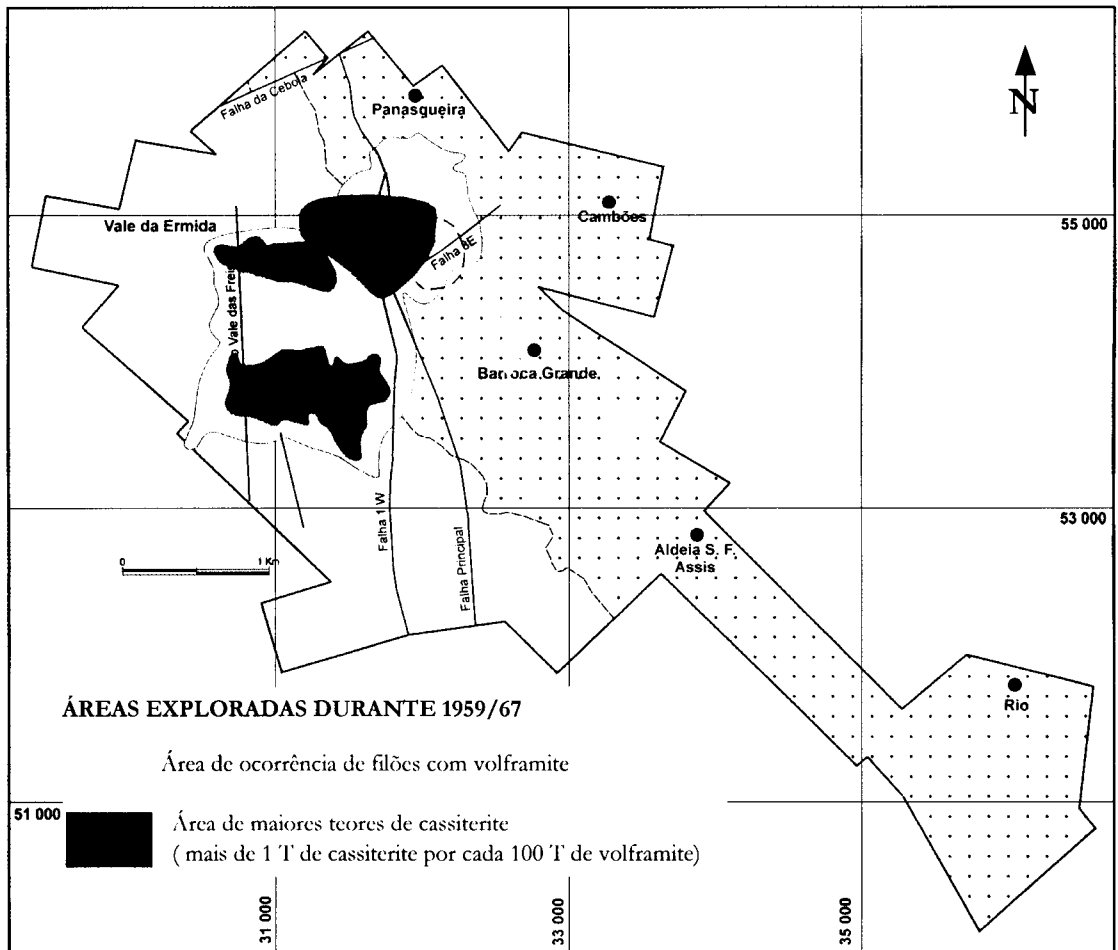 Falha da Cebola
Panasqueira
N
Cambões
Vale da Ermida
55 000
Falha 8E
Vale das
Barroca Grande
53 000
Aldeia S. F.
Assis
Falha 1 W
Falha Principal
0 1 Km
Rio
ÁREAS EXPLORADAS DURANTE 1959/67
Área de ocorrência de filões com volframite
51 000
Área de maiores teores de cassiterite
( mais de 1 T de cassiterite por cada 100 T de volframite)
31 000
33 000
35 000